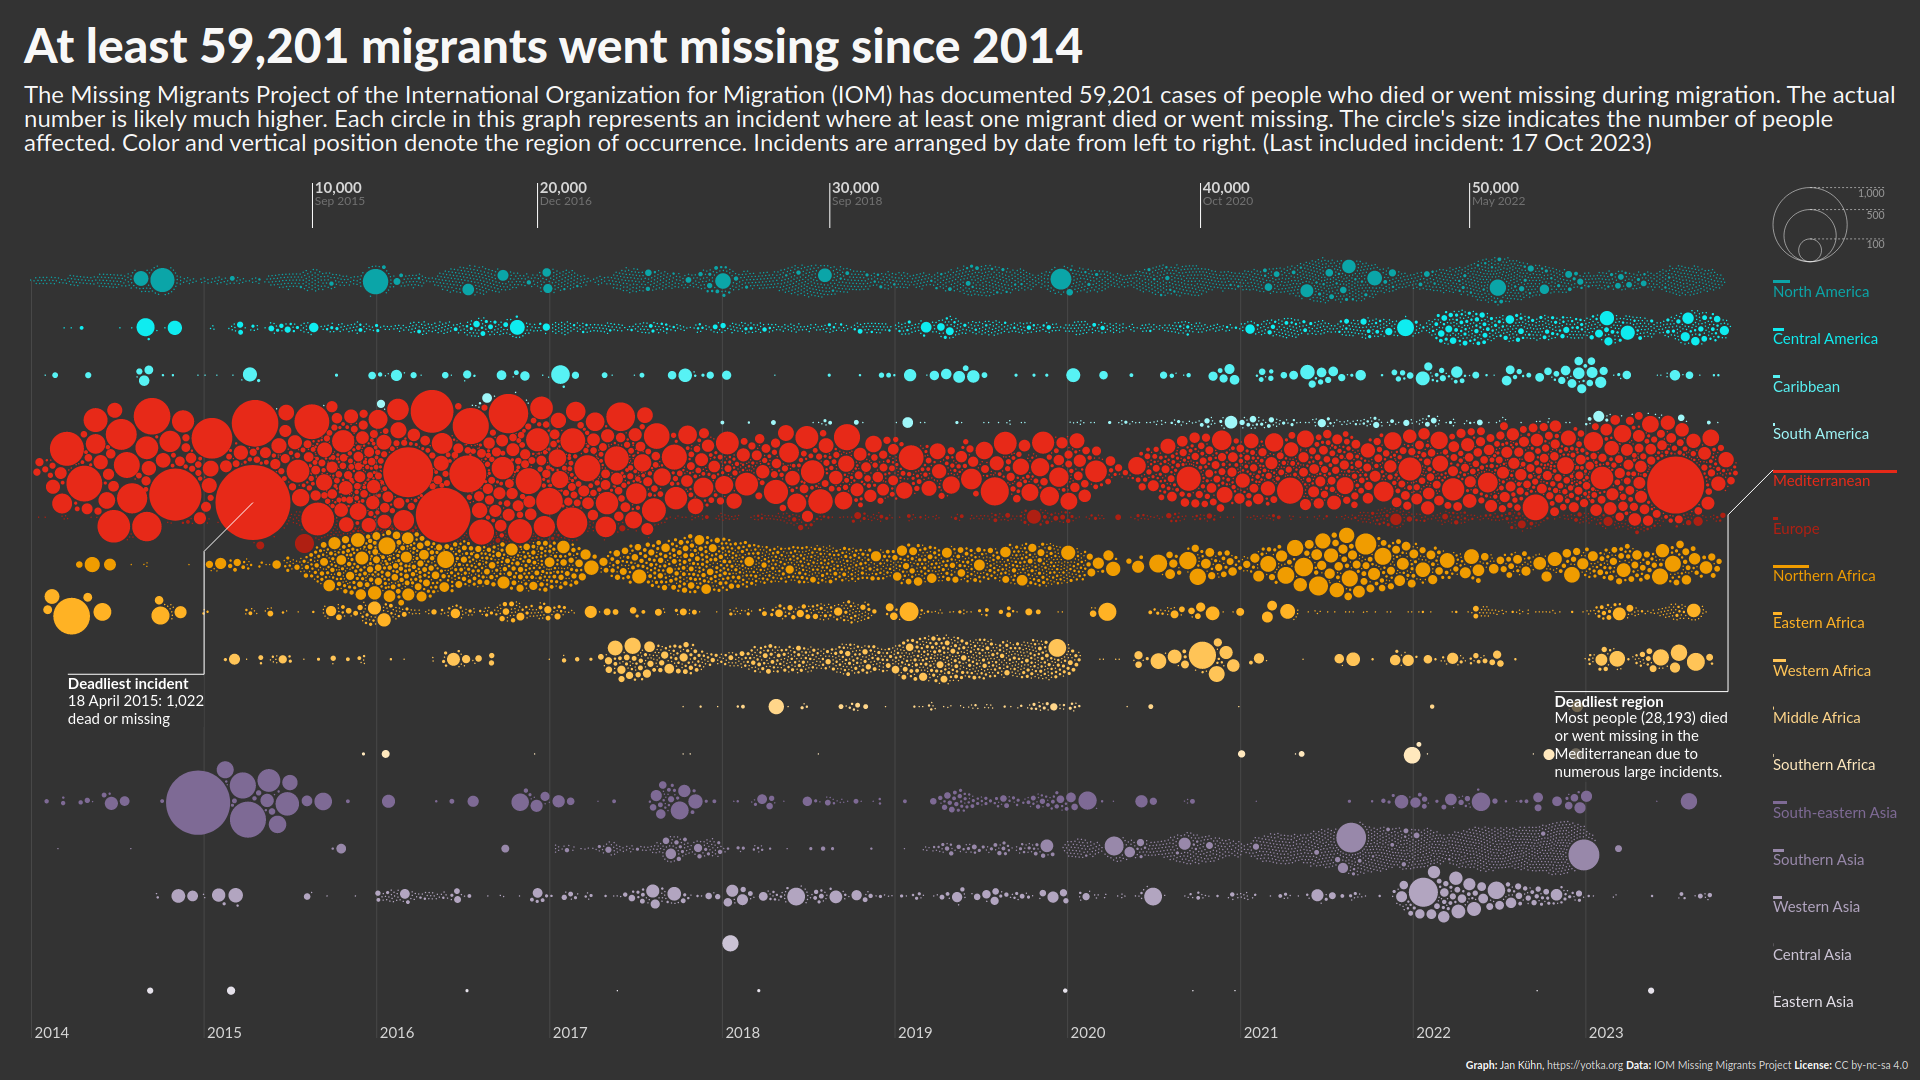 At least 59,201 migrants went missing since 2014
The Missing Migrants Project of the International Organization for Migration (IOM) has documented 59,201 cases of people who died or went missing during migration. The actual
number is likely much higher. Each circle in this graph represents an incident where at least one migrant died or went missing. The circle's size indicates the number of people
affected. Color and vertical position denote the region of occurrence. Incidents are arranged by date from left to right. (Last included incident: 17 Oct 2023)
10,000
Sep 2015
20,000
Dec 2016
30,000
Sep 2018
40,000
Oct 2020
50,000
May 2022
1,000
500
100
North America
Central America
Caribbean
South America
Mediterranean
Europe
Northern Africa
Eastern Africa
Western Africa
Middle Africa
Southern Africa
South-eastern Asia
Southern Asia
Western Asia
Central Asia
Eastern Asia
Deadliest incident
18 April 2015: 1,022
dead or missing
Deadliest region
Most people (28,193) died
or went missing in the
Mediterranean due to
numerous large incidents.
2014
2015
2016
2017
2018
2019
2020
2021
2022
2023
Graph: Jan Kühn, https://yotka.org Data: IOM Missing Migrants Project License: CC by-nc-sa 4.0